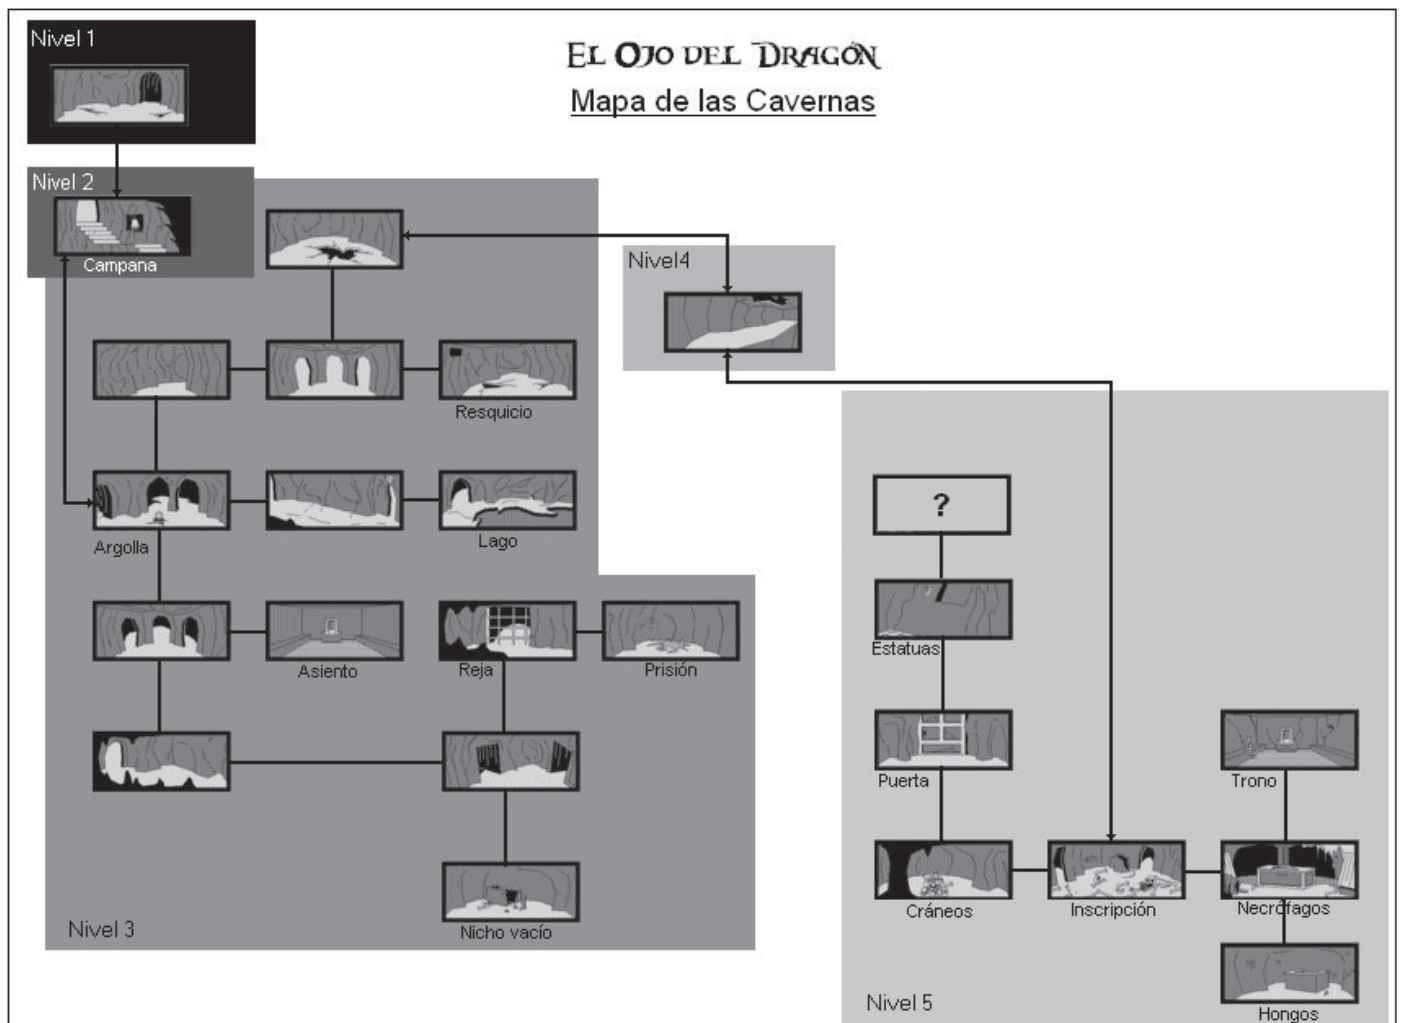 Nivel 1
EL OJO DEL DRAGÓN
Mapa de las Cavernas
Nivel 2
Campana
Nivel4
Resquicio
Argolla
Lago
?
Asiento
Reja
Prisión
Estatuas
Puerta
Trono
Cráneos
Inscripción
Necrófagos
Nicho vacío
Nivel 3
Nivel 5
Hongos